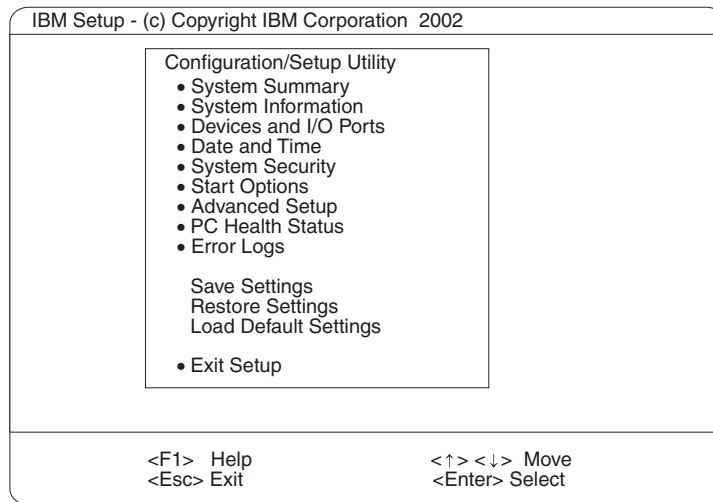 IBM Setup - (c) Copyright IBM Corporation 2002
Configuration/Setup Utility
• System Summary
• System Information
• Devices and I/O Ports
• Date and Time
• System Security
• Start Options
• Advanced Setup
• PC Health Status
• Error Logs
Save Settings
Restore Settings
Load Default Settings
• Exit Setup
<F1> Help <↑> <↓> Move
<Esc> Exit <Enter> Select